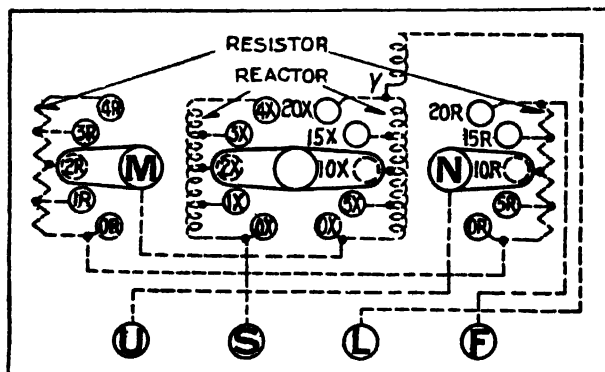 RESISTOR
REACTOR
Y
4R 4X 20X 20R
3R 3X 15X 15R
2R M 2X 10X N 10R
1R 1X 5X 5R
0R 0X 0X 0R
U S L F